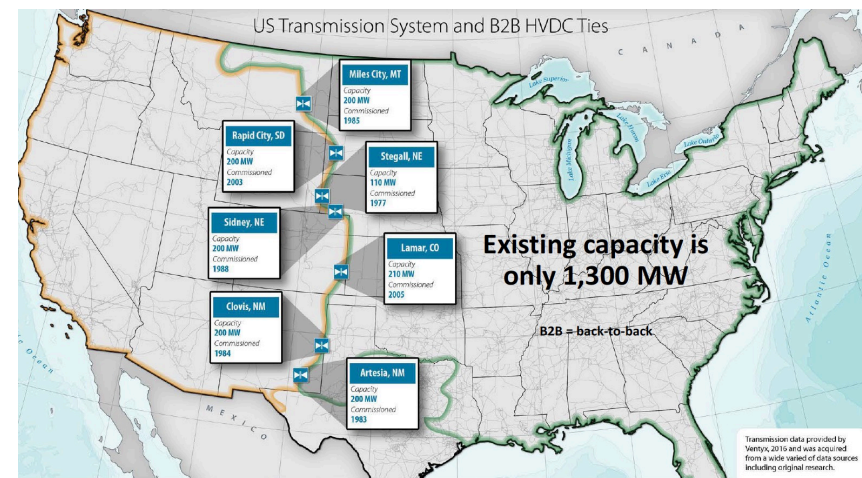 US Transmission System and B2B HVDC Ties
CANADA
Lake Superior
Miles City, MT
Capacity
200 MW
Commissioned
1985
Lake Huron
Rapid City, SD
Capacity
200 MW
Commissioned
2003
Lake Ontario
Lake Michigan
Lake Erie
Stegall, NE
Capacity
110 MW
Commissioned
1977
Sidney, NE
Capacity
200 MW
Commissioned
1988
Lamar, CO
Capacity
210 MW
Commissioned
2005
Existing capacity is
only 1,300 MW
Atlantic Ocean
Clovis, NM
Capacity
200 MW
Commissioned
1984
B2B = back-to-back
Ocean
Artesia, NM
Capacity
200 MW
Commissioned
1983
MEXICO
Transmission data provided by
Ventyx, 2016 and was acquired
from a wide varied of data sources
including original research.